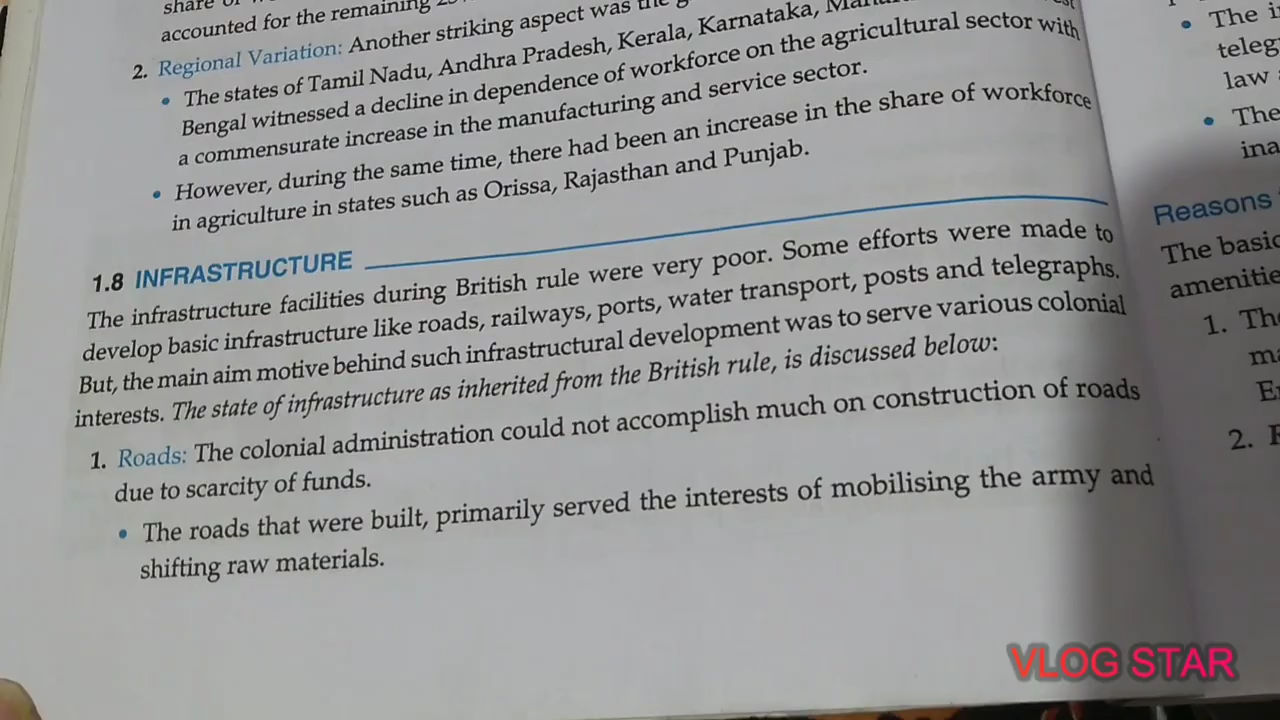 share
accounted for the remaining
2. Regional Variation: Another striking aspect was the
The states of Tamil Nadu, Andhra Pradesh, Kerala, Karnataka,
Bengal witnessed a decline in dependence of workforce on the agricultural sector with
a commensurate increase in the manufacturing and service sector.
• However, during the same time, there had been an increase in the share of workforce
in agriculture in states such as Orissa, Rajasthan and Punjab.
1.8 INFRASTRUCTURE
The infrastructure facilities during British rule were very poor. Some efforts were made to
develop basic infrastructure like roads, railways, ports, water transport, posts and telegraphs.
But, the main aim motive behind such infrastructural development was to serve various colonial
interests. The state of infrastructure as inherited from the British rule, is discussed below:
1. Roads: The colonial administration could not accomplish much on construction of roads
due to scarcity of funds.
• The roads that were built, primarily served the interests of mobilising the army and
shifting raw materials.
• The
law
• The
Reasons
The basic
1. The
2.
VLOG STAR